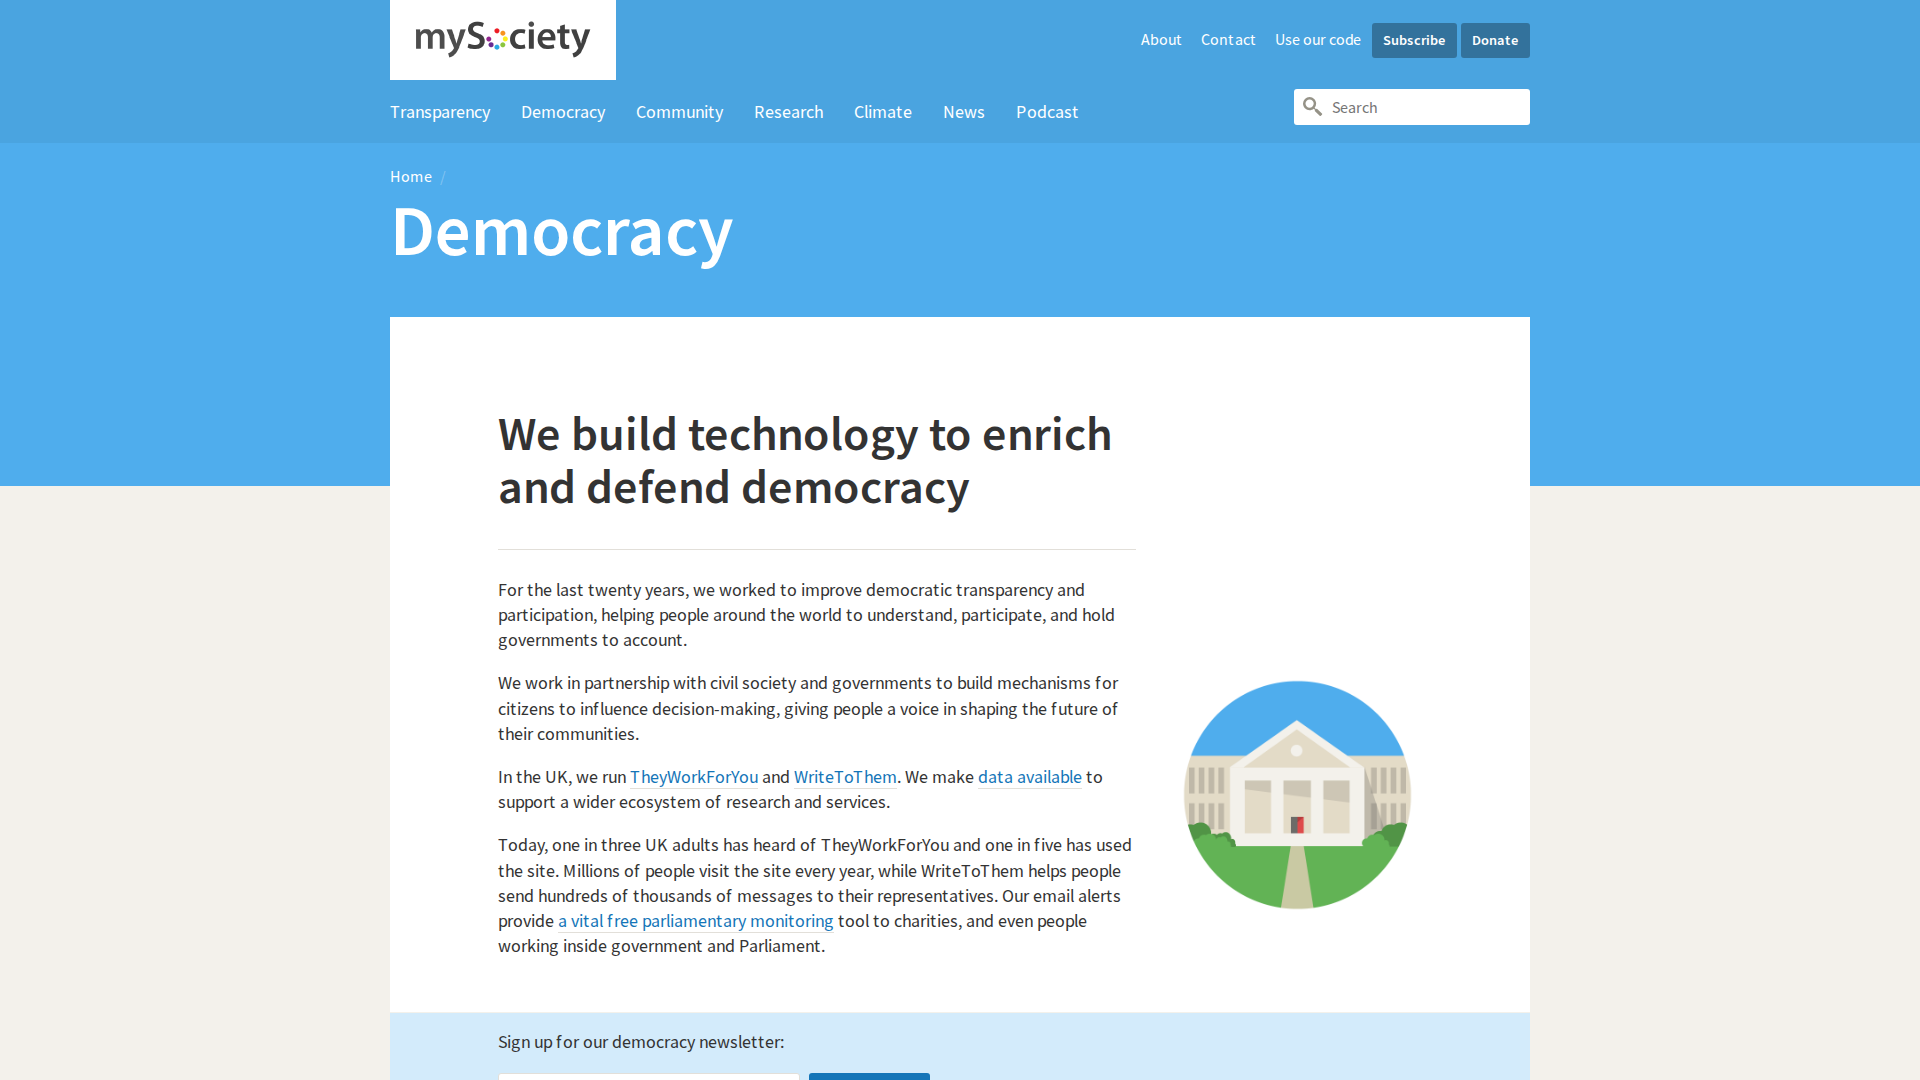 mySociety
About Contact Use our code Subscribe Donate
Transparency Democracy Community Research Climate News Podcast
Search
Home /
Democracy
We build technology to enrich
and defend democracy
For the last twenty years, we worked to improve democratic transparency and
participation, helping people around the world to understand, participate, and hold
governments to account.
We work in partnership with civil society and governments to build mechanisms for
citizens to influence decision-making, giving people a voice in shaping the future of
their communities.
In the UK, we run TheyWorkForYou and WriteToThem. We make data available to
support a wider ecosystem of research and services.
Today, one in three UK adults has heard of TheyWorkForYou and one in five has used
the site. Millions of people visit the site every year, while WriteToThem helps people
send hundreds of thousands of messages to their representatives. Our email alerts
provide a vital free parliamentary monitoring tool to charities, and even people
working inside government and Parliament.
Sign up for our democracy newsletter: